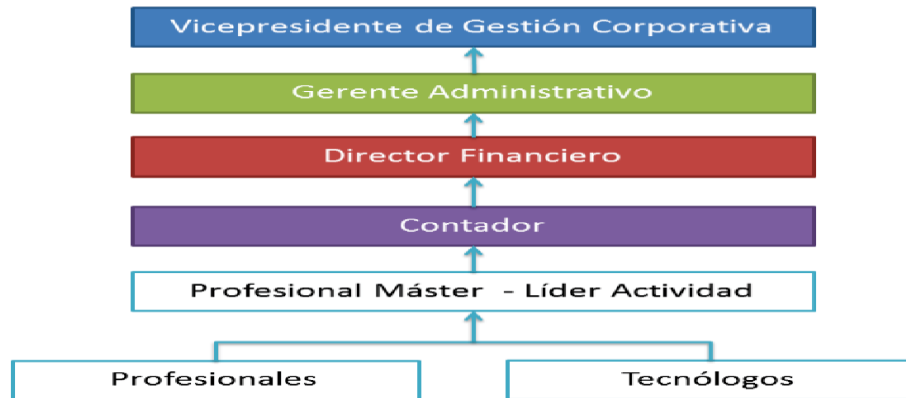 Vicepresidente de Gestión Corporativa
Gerente Administrativo
Director Financiero
Contador
Profesional Máster - Líder Actividad
Profesionales
Tecnólogos